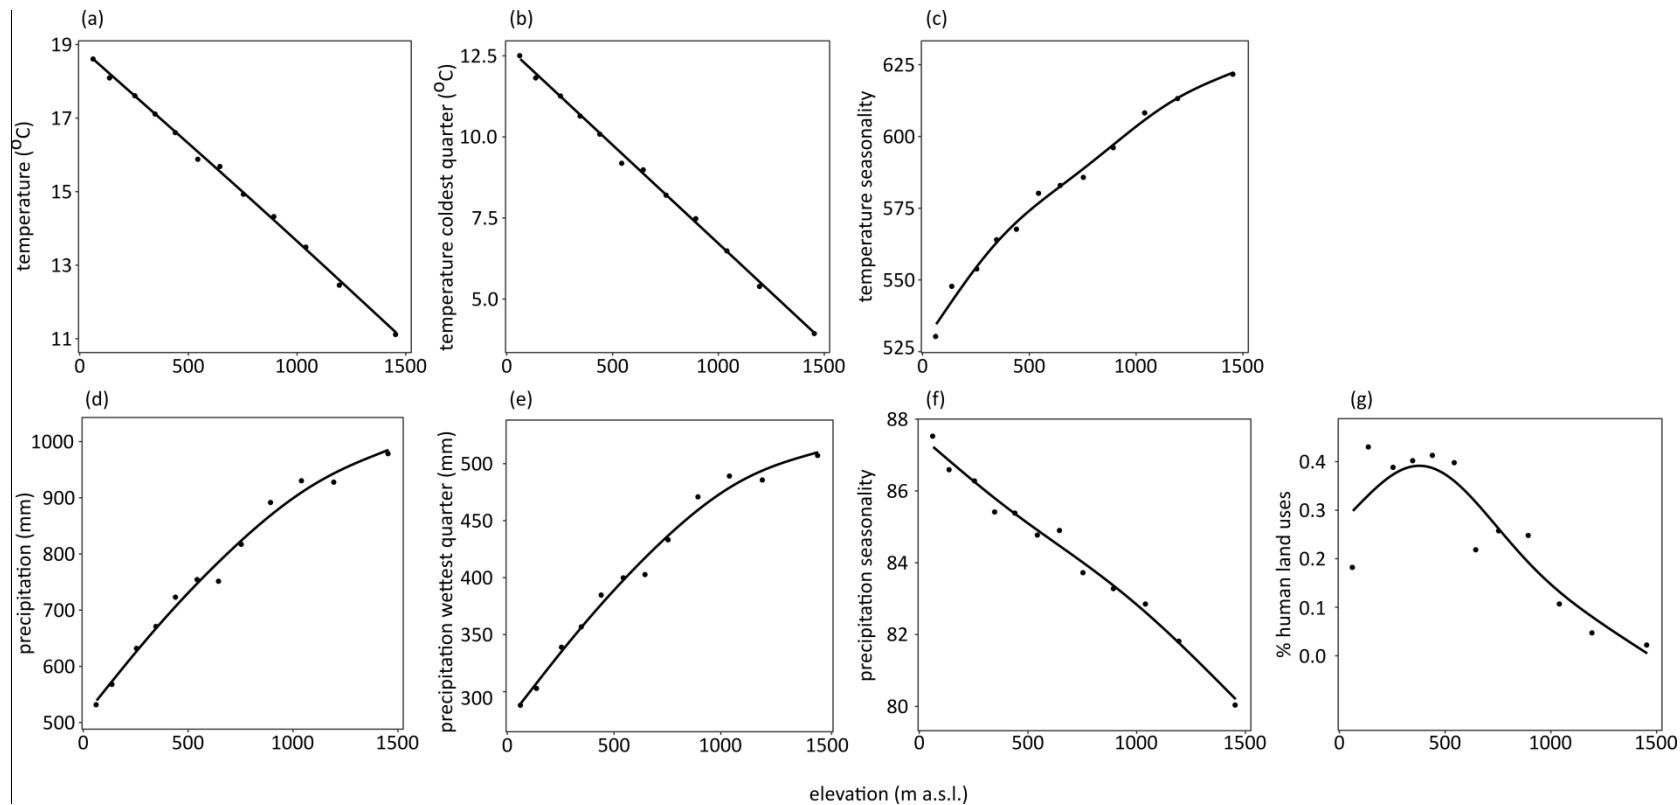 (a)
19
17
15
13
11
temperature (ºC)
0 500 1000 1500
(b)
12.5
10.0
7.5
5.0
temperature coldest quarter (ºC)
0 500 1000 1500
(c)
625
600
575
550
525
temperature seasonality
0 500 1000 1500
(d)
1000
900
800
700
600
500
precipitation (mm)
0 500 1000 1500
(e)
500
450
400
350
300
precipitation wettest quarter (mm)
0 500 1000 1500
(f)
88
86
84
82
80
precipitation seasonality
0 500 1000 1500
(g)
0.4
0.3
0.2
0.1
0.0
% human land uses
0 500 1000 1500
elevation (m a.s.l.)